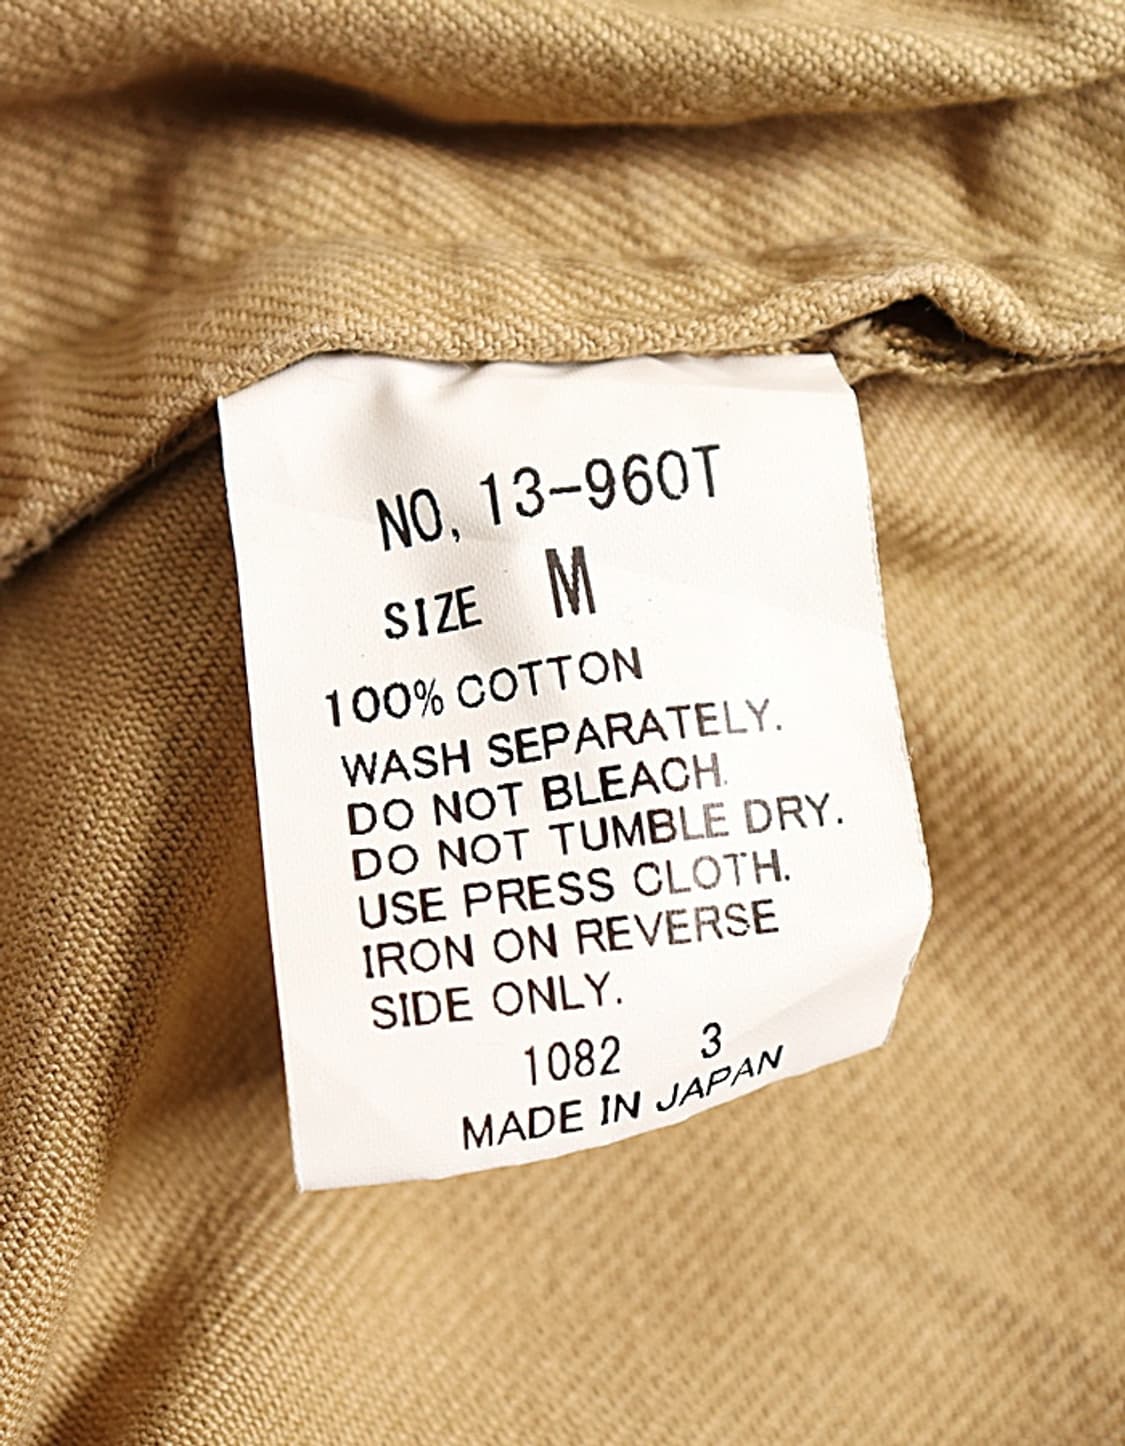 NO, 13-960T
SIZE M
100% COTTON
WASH SEPARATELY.
DO NOT BLEACH.
DO NOT TUMBLE DRY.
USE PRESS CLOTH.
IRON ON REVERSE
SIDE ONLY.
1082 3
MADE IN JAPAN